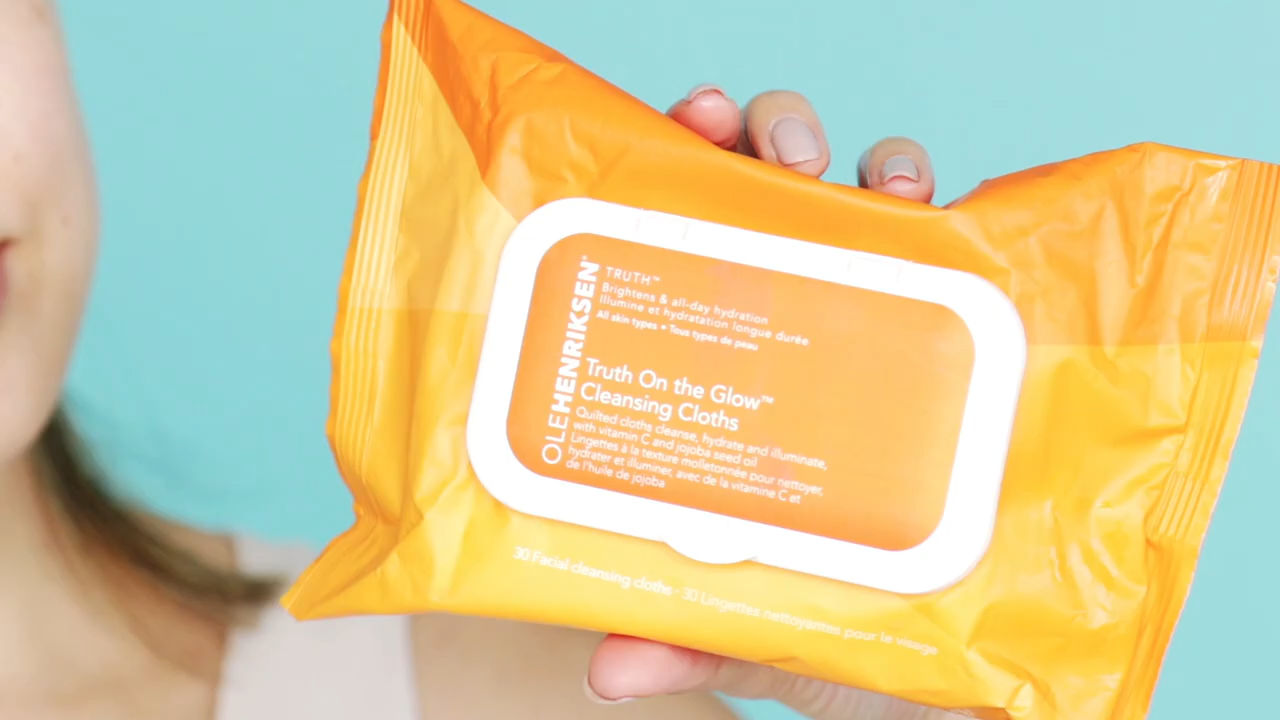 OLEHENRIKSEN®
TRUTH™
Brightens & all-day hydration
Illumine et hydratation longue durée
All skin types • Tous types de peau
Truth On the Glow™
Cleansing Cloths
Quilted cloths cleanse, hydrate and illuminate,
with vitamin C and jojoba seed oil
Lingettes à la texture molletonnée pour nettoyer,
hydrater et illuminer, avec de la vitamine C et
de l'huile de jojoba
30 Facial cleansing cloths · 30 Lingettes nettoyantes pour le visage